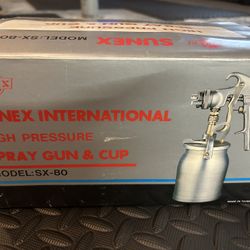 SUNEX
MODEL:SX-80
X
NEX INTERNATIONAL
GH PRESSURE
PRAY GUN & CUP
MODEL:SX-80